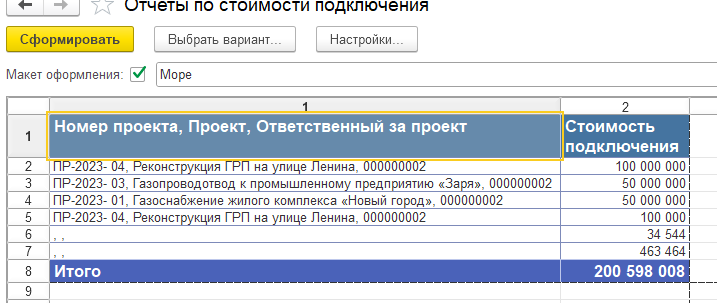 Отчеты по стоимости подключения
Сформировать Выбрать вариант... Настройки...
Макет оформления: Море
1 2
1 Номер проекта, Проект, Ответственный за проект Стоимость подключения
2 ПР-2023- 04, Реконструкция ГРП на улице Ленина, 000000002 100 000 000
3 ПР-2023- 03, Газопроводотвод к промышленному предприятию «Заря», 000000002 50 000 000
4 ПР-2023- 01, Газоснабжение жилого комплекса «Новый город», 000000002 50 000 000
5 ПР-2023- 04, Реконструкция ГРП на улице Ленина, 000000002 100 000
6 , , 34 544
7 , , 463 464
8 Итого 200 598 008
9